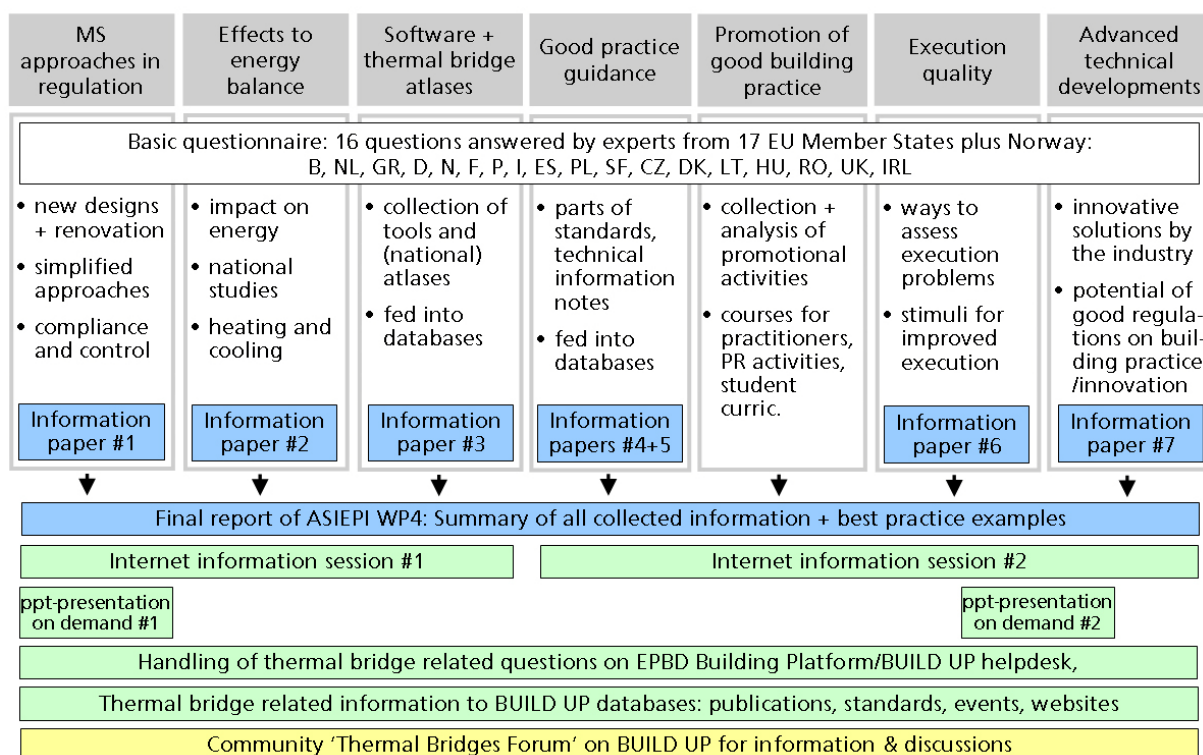 MS
approaches in
regulation
Effects to
energy
balance
Software +
thermal bridge
atlases
Good practice
guidance
Promotion of
good building
practice
Execution
quality
Advanced
technical
developments
Basic questionnaire: 16 questions answered by experts from 17 EU Member States plus Norway:
B, NL, GR, D, N, F, P, I, ES, PL, SF, CZ, DK, LT, HU, RO, UK, IRL
• new designs
+ renovation
• simplified
approaches
• compliance
and control
Information
paper #1
• impact on
energy
• national
studies
• heating and
cooling
Information
paper #2
• collection of
tools and
(national)
atlases
• fed into
databases
Information
paper #3
• parts of
standards,
technical
information
notes
• fed into
databases
Information
papers #4+5
• collection +
analysis of
promotional
activities
• courses for
practitioners,
PR activities,
student
curric.
• ways to
assess
execution
problems
• stimuli for
improved
execution
Information
paper #6
• innovative
solutions by
the industry
• potential of
good regula-
tions on buil-
ding practice
/innovation
Information
paper #7
Final report of ASIEPI WP4: Summary of all collected information + best practice examples
Internet information session #1
Internet information session #2
ppt-presentation
on demand #1
ppt-presentation
on demand #2
Handling of thermal bridge related questions on EPBD Building Platform/BUILD UP helpdesk,
Thermal bridge related information to BUILD UP databases: publications, standards, events, websites
Community 'Thermal Bridges Forum' on BUILD UP for information & discussions